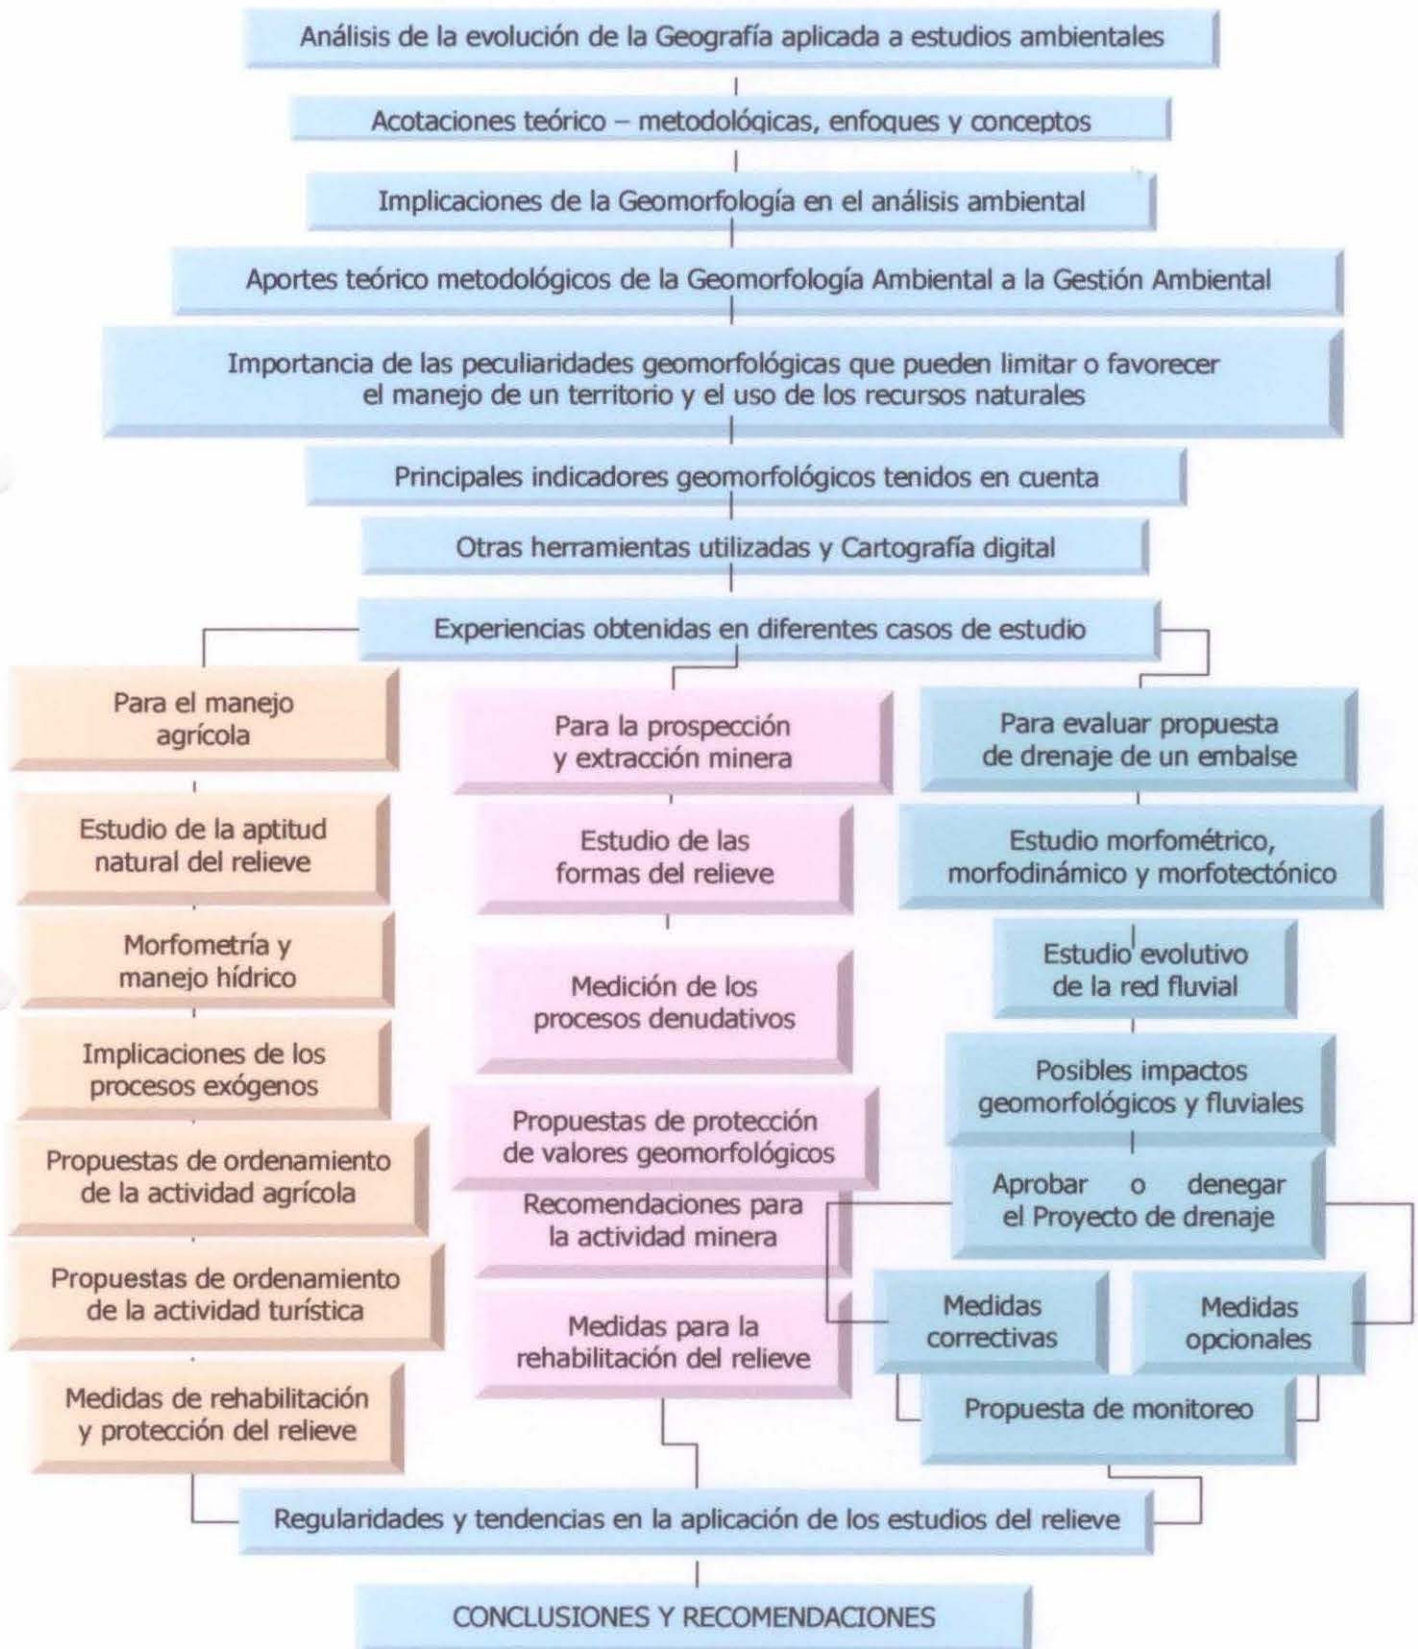 Análisis de la evolución de la Geografía aplicada a estudios ambientales
Acotaciones teórico – metodológicas, enfoques y conceptos
Implicaciones de la Geomorfología en el análisis ambiental
Aportes teórico metodológicos de la Geomorfología Ambiental a la Gestión Ambiental
Importancia de las peculiaridades geomorfológicas que pueden limitar o favorecer
el manejo de un territorio y el uso de los recursos naturales
Principales indicadores geomorfológicos tenidos en cuenta
Otras herramientas utilizadas y Cartografía digital
Experiencias obtenidas en diferentes casos de estudio
Para el manejo
agrícola
Estudio de la aptitud
natural del relieve
Morfometría y
manejo hídrico
Implicaciones de los
procesos exógenos
Propuestas de ordenamiento
de la actividad agrícola
Propuestas de ordenamiento
de la actividad turística
Medidas de rehabilitación
y protección del relieve
Para la prospección
y extracción minera
Estudio de las
formas del relieve
Medición de los
procesos denudativos
Propuestas de protección
de valores geomorfológicos
Recomendaciones para
la actividad minera
Medidas para la
rehabilitación del relieve
Para evaluar propuesta
de drenaje de un embalse
Estudio morfométrico,
morfodinámico y morfotectónico
Estudio evolutivo
de la red fluvial
Posibles impactos
geomorfológicos y fluviales
Aprobar o denegar
el Proyecto de drenaje
Medidas
correctivas
Medidas
opcionales
Propuesta de monitoreo
Regularidades y tendencias en la aplicación de los estudios del relieve
CONCLUSIONES Y RECOMENDACIONES